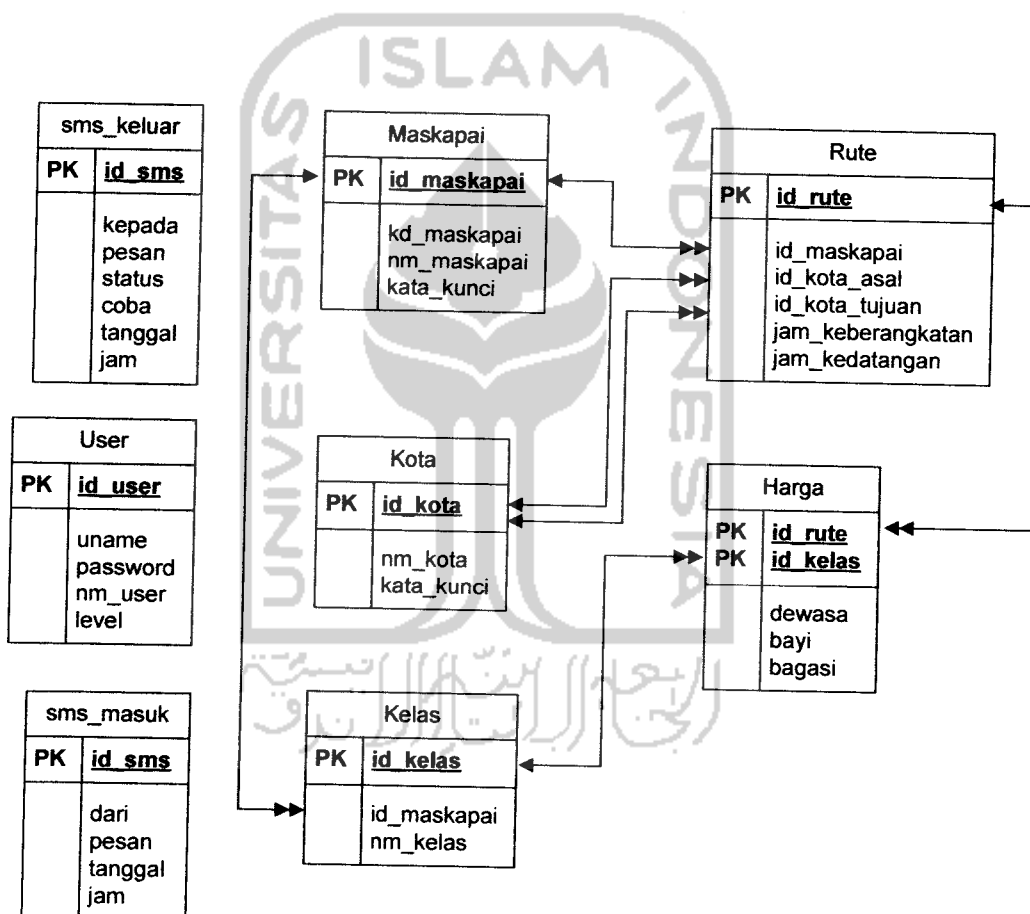 ISLAM
UNIVERSITAS
INDONESIA
sms_keluar
PK id_sms
kepada
pesan
status
coba
tanggal
jam
Maskapai
PK id_maskapai
kd_maskapai
nm_maskapai
kata_kunci
Rute
PK id_rute
id_maskapai
id_kota_asal
id_kota_tujuan
jam_keberangkatan
jam_kedatangan
User
PK id_user
uname
password
nm_user
level
Kota
PK id_kota
nm_kota
kata_kunci
Harga
PK id_rute
PK id_kelas
dewasa
bayi
bagasi
sms_masuk
PK id_sms
dari
pesan
tanggal
jam
Kelas
PK id_kelas
id_maskapai
nm_kelas